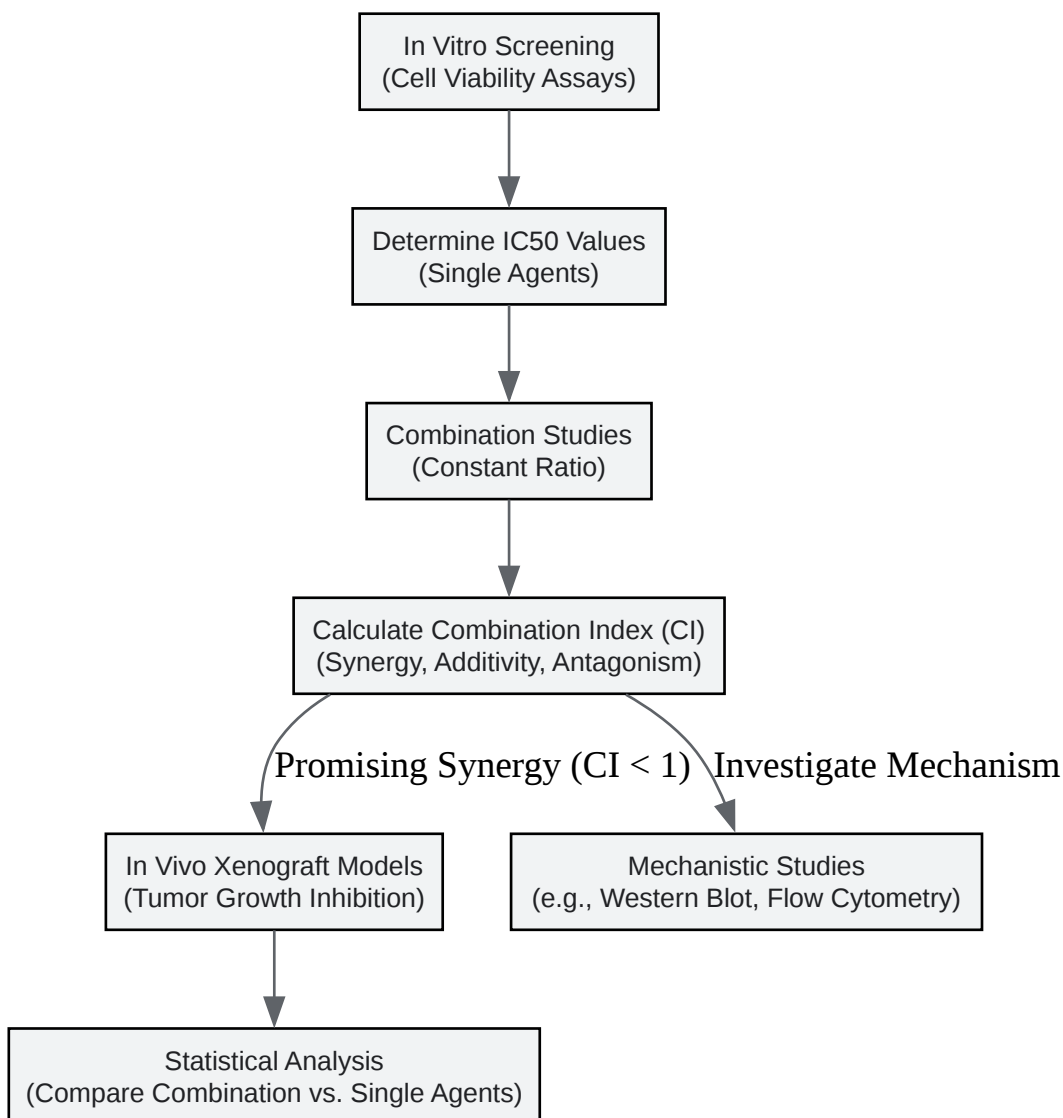 In Vitro Screening
(Cell Viability Assays)
Determine IC50 Values
(Single Agents)
Combination Studies
(Constant Ratio)
Calculate Combination Index (CI)
(Synergy, Additivity, Antagonism)
Promising Synergy (CI < 1)
Investigate Mechanism
In Vivo Xenograft Models
(Tumor Growth Inhibition)
Mechanistic Studies
(e.g., Western Blot, Flow Cytometry)
Statistical Analysis
(Compare Combination vs. Single Agents)